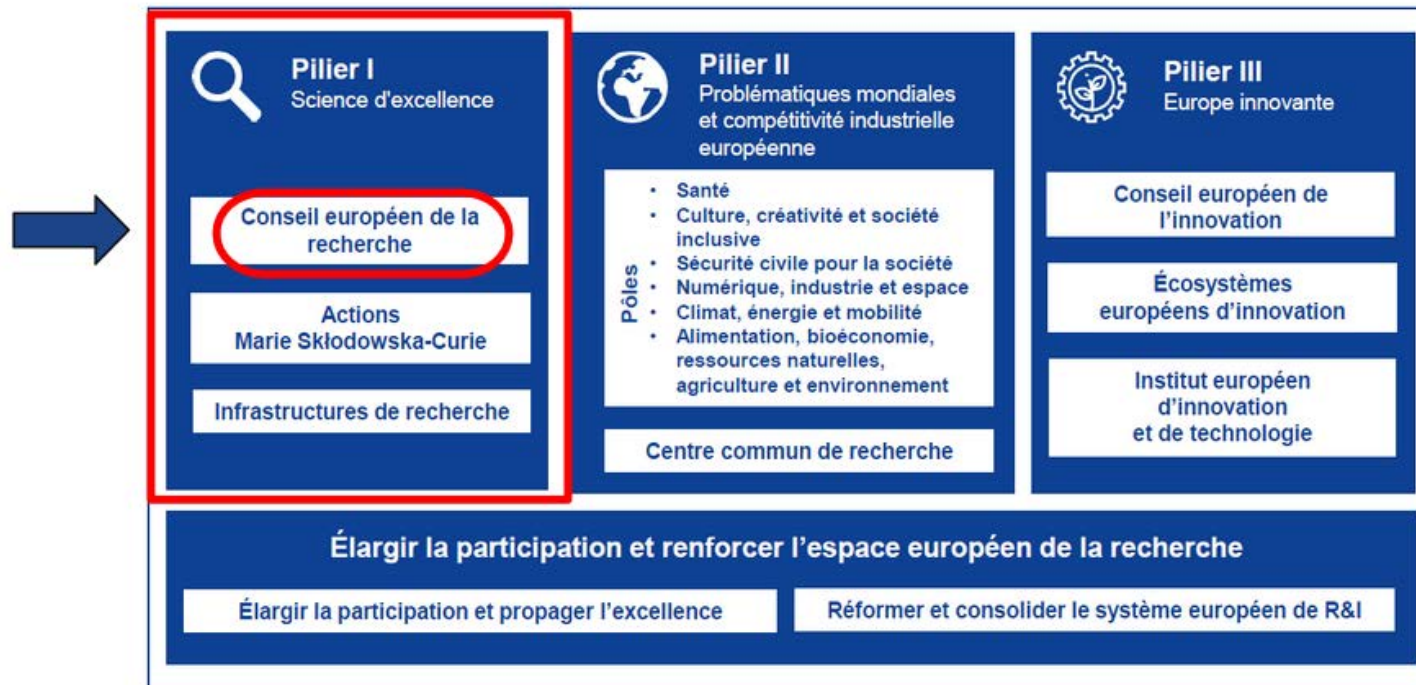 Pilier I
Science d'excellence
Conseil européen de la
recherche
Actions
Marie Skłodowska-Curie
Infrastructures de recherche
Pilier II
Problématiques mondiales
et compétitivité industrielle
européenne
Pôles
• Santé
• Culture, créativité et société
inclusive
• Sécurité civile pour la société
• Numérique, industrie et espace
• Climat, énergie et mobilité
• Alimentation, bioéconomie,
ressources naturelles,
agriculture et environnement
Centre commun de recherche
Pilier III
Europe innovante
Conseil européen de
l'innovation
Écosystèmes
européens d'innovation
Institut européen
d'innovation
et de technologie
Élargir la participation et renforcer l'espace européen de la recherche
Élargir la participation et propager l'excellence
Réformer et consolider le système européen de R&I